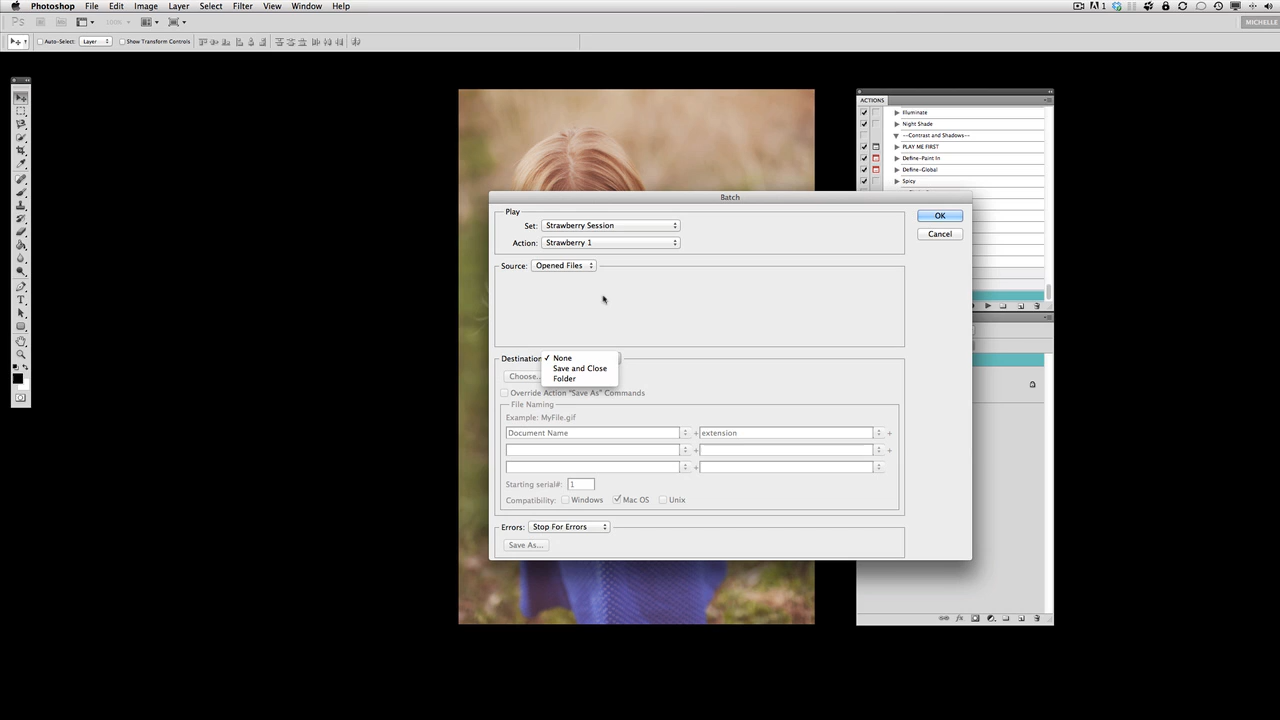 Photoshop File Edit Image Layer Select Filter View Window Help
1
Ps
MICHELLE
Auto-Select: Layer Show Transform Controls
ACTIONS
Illuminate
Night Shade
--Contrast and Shadows--
PLAY ME FIRST
Define-Paint In
Define-Global
Spicy
Batch
Play
Set: Strawberry Session
Action: Strawberry 1
OK
Cancel
Source: Opened Files
Destination
None
Save and Close
Folder
Choose...
Override Action "Save As" Commands
File Naming
Example: MyFile.gif
Document Name + extension +
+ +
+
Starting serial#: 1
Compatibility: Windows Mac OS Unix
Errors: Stop For Errors
Save As...